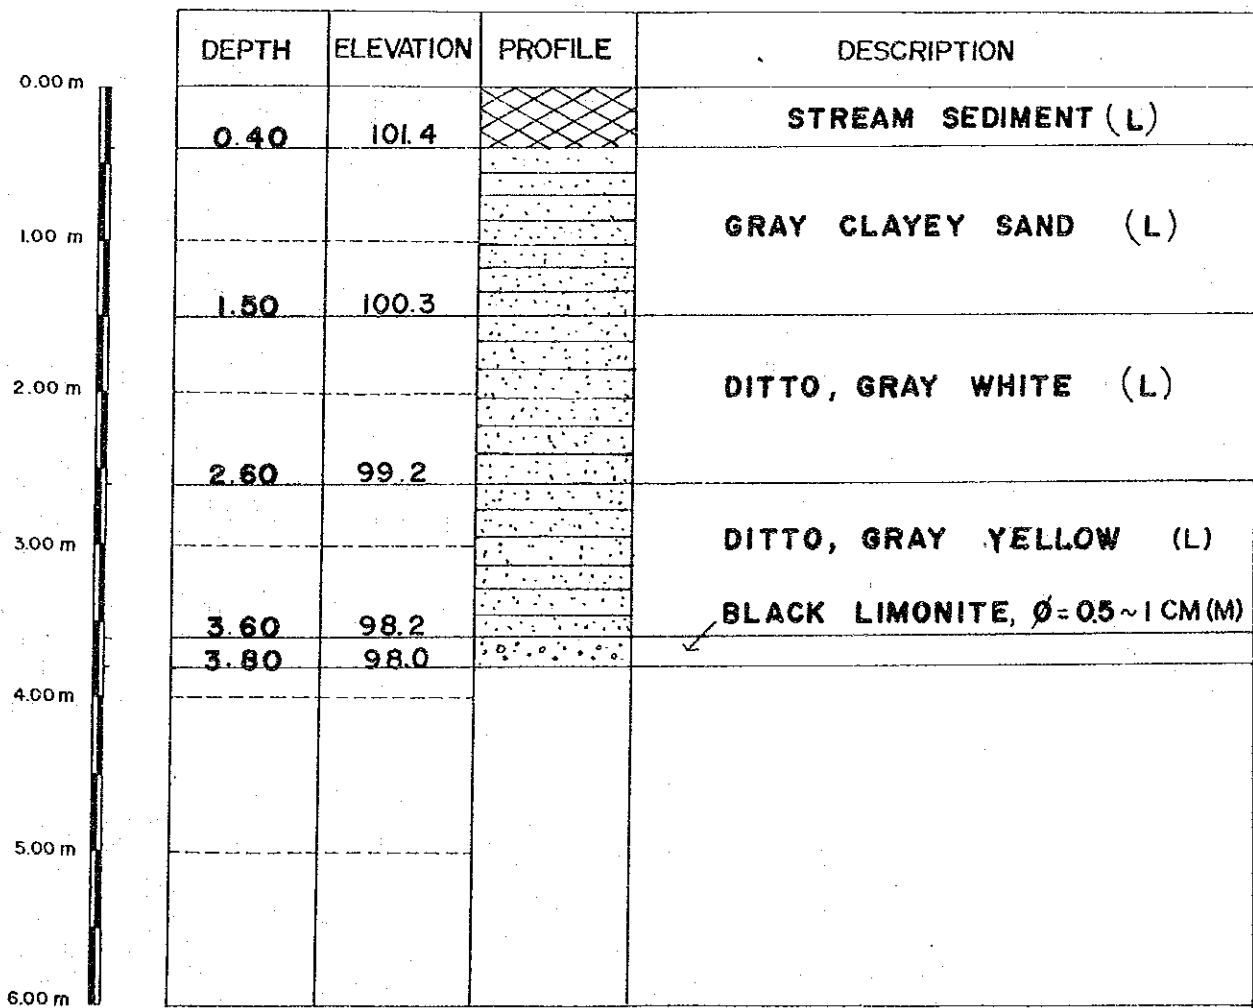 DEPTH ELEVATION PROFILE DESCRIPTION
0.00 m
STREAM SEDIMENT (L)
0.40 101.4
GRAY CLAYEY SAND (L)
1.00 m
1.50 100.3
2.00 m
DITTO, GRAY WHITE (L)
2.60 99.2
3.00 m
DITTO, GRAY YELLOW (L)
BLACK LIMONITE, Ø=0.5~1 CM(M)
3.60 98.2
3.80 98.0
4.00 m
5.00 m
6.00 m